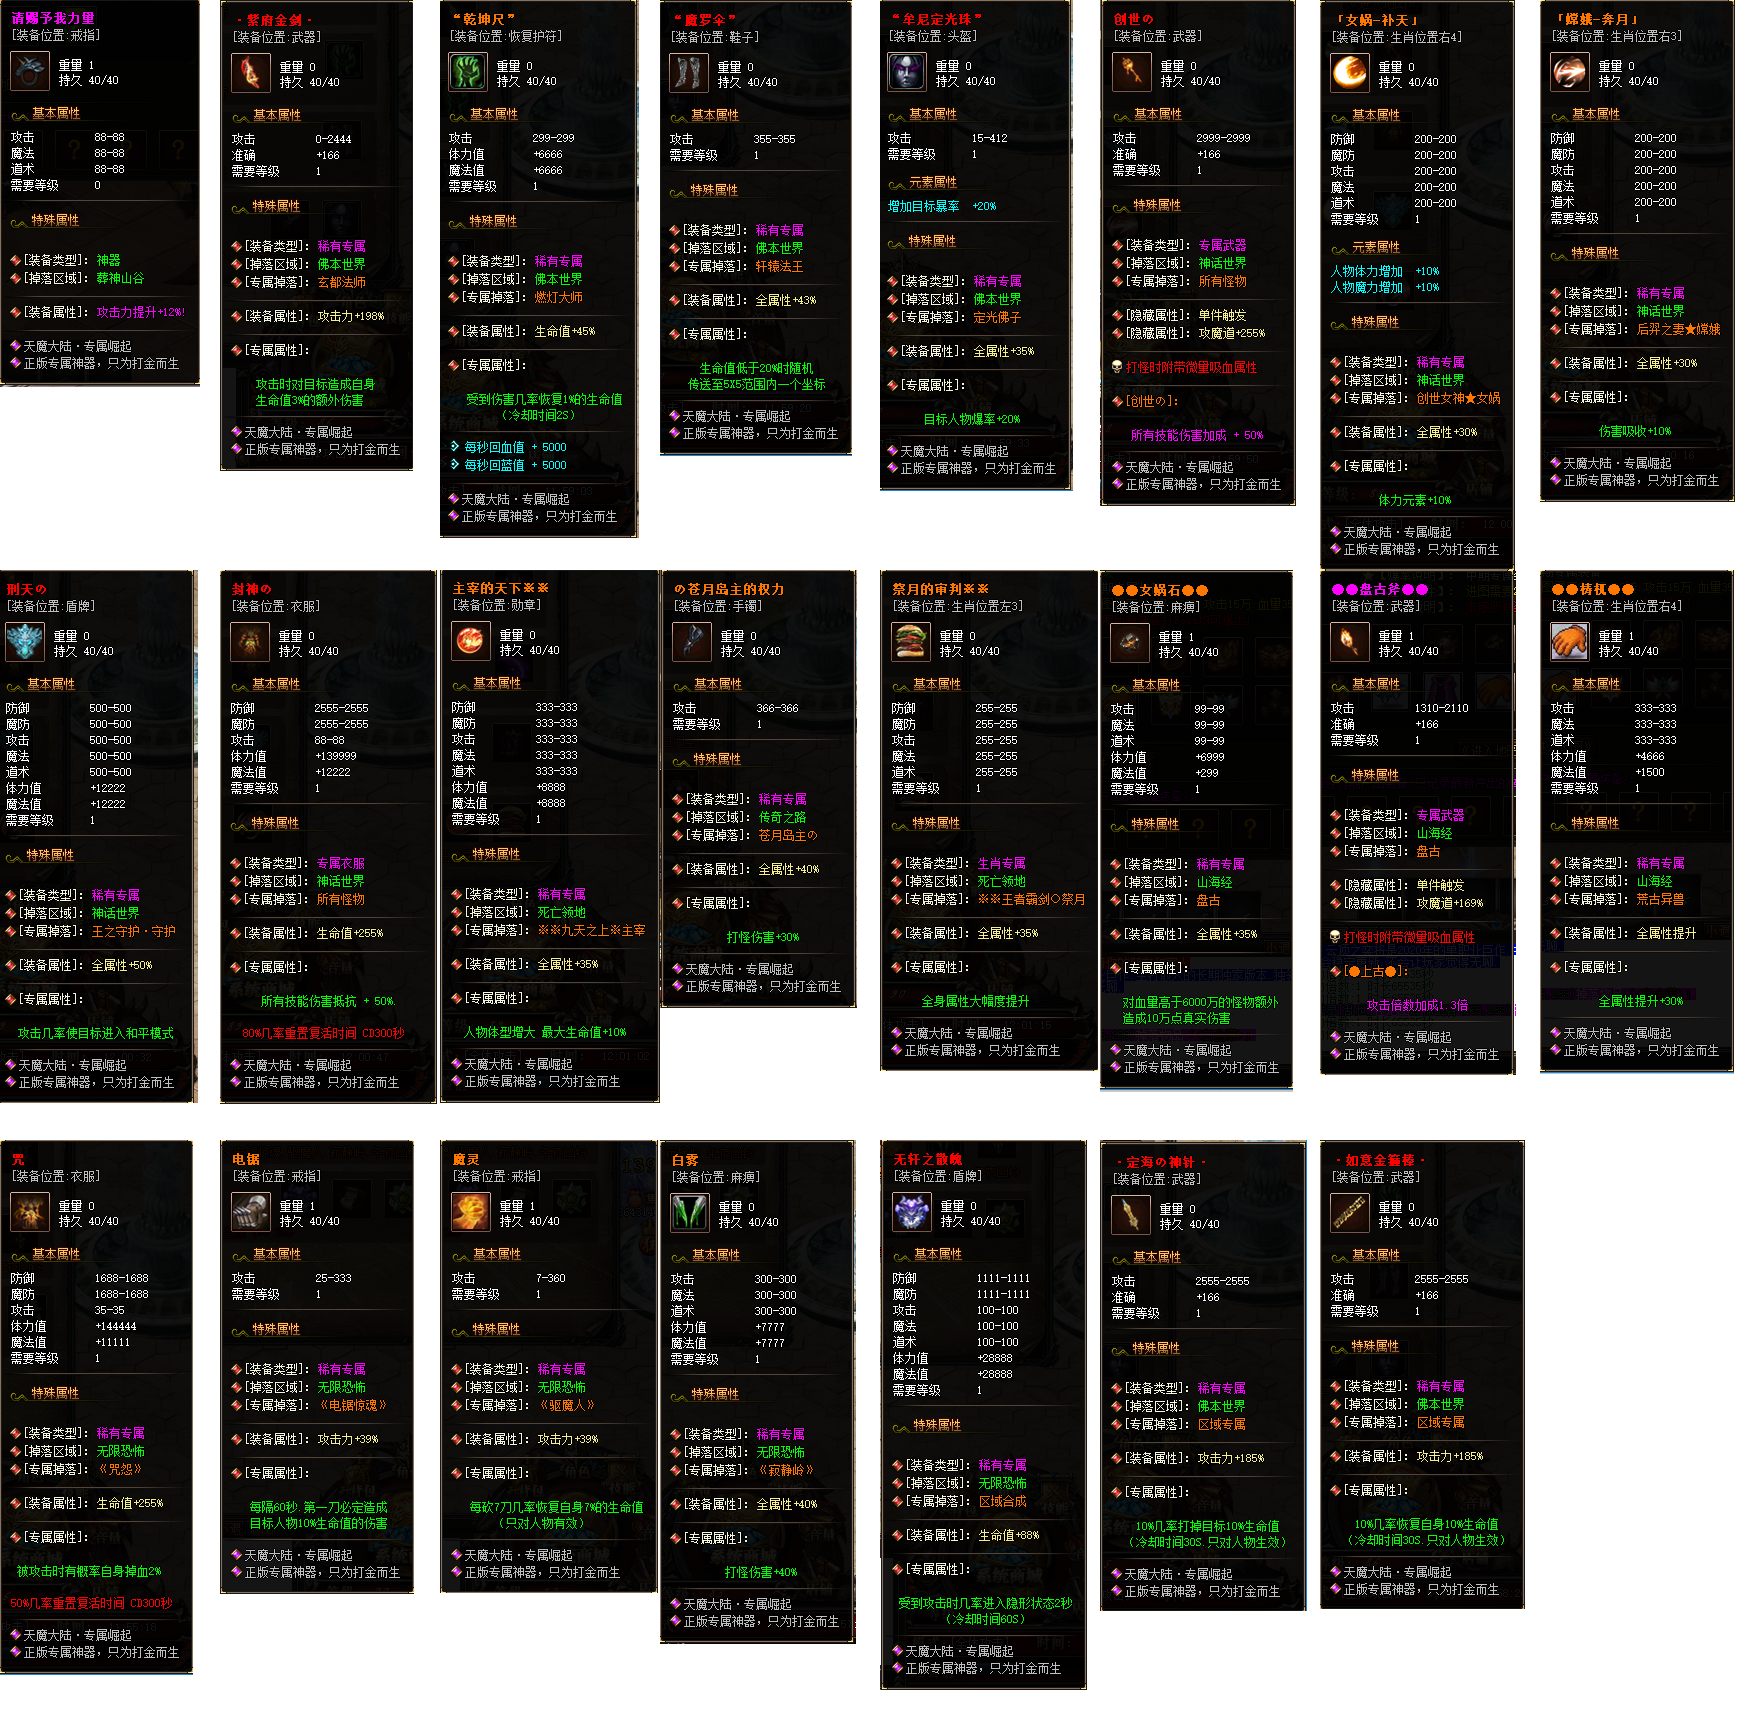 请赐予我力量
[装备位置:戒指]
重量 1
持久 40/40
基本属性
攻击 88-88
魔法 88-88
道术 88-88
需要等级 0
特殊属性
[装备类型]: 神器
[掉落区域]: 葬神山谷
[装备属性]: 攻击力提升+12%!
天魔大陆·专属崛起
正版专属神器，只为打金而生
·紫府金剑·
[装备位置:武器]
重量 0
持久 40/40
基本属性
攻击 0-2444
准确 +166
需要等级 1
特殊属性
[装备类型]: 稀有专属
[掉落区域]: 佛本世界
[专属掉落]: 玄都法师
[装备属性]: 攻击力+198%
[专属属性]:
攻击时对目标造成自身
生命值3%的额外伤害
天魔大陆·专属崛起
正版专属神器，只为打金而生
“乾坤尺”
[装备位置:恢复护符]
重量 0
持久 40/40
基本属性
攻击 299-299
体力值 +6666
魔法值 +6666
需要等级 1
特殊属性
[装备类型]: 稀有专属
[掉落区域]: 佛本世界
[专属掉落]: 燃灯大师
[装备属性]: 生命值+45%
[专属属性]:
受到伤害几率恢复1%的生命值
（冷却时间2S）
每秒回血值 + 5000
每秒回蓝值 + 5000
天魔大陆·专属崛起
正版专属神器，只为打金而生
“魔罗伞”
[装备位置:鞋子]
重量 0
持久 40/40
基本属性
攻击 355-355
需要等级 1
特殊属性
[装备类型]: 稀有专属
[掉落区域]: 佛本世界
[专属掉落]: 轩辕法王
[装备属性]: 全属性+43%
[专属属性]:
生命值低于20%时随机
传送至5X5范围内一个坐标
天魔大陆·专属崛起
正版专属神器，只为打金而生
“牟尼定光珠”
[装备位置:头盔]
重量 0
持久 40/40
基本属性
攻击 15-412
需要等级 1
元素属性
增加目标暴率 +20%
特殊属性
[装备类型]: 稀有专属
[掉落区域]: 佛本世界
[专属掉落]: 定光佛子
[装备属性]: 全属性+35%
[专属属性]:
目标人物爆率+20%
天魔大陆·专属崛起
正版专属神器，只为打金而生
创世の
[装备位置:武器]
重量 0
持久 40/40
基本属性
攻击 2999-2999
准确 +166
需要等级 1
特殊属性
[装备类型]: 专属武器
[掉落区域]: 神话世界
[专属掉落]: 所有怪物
[隐藏属性]: 单件触发
[隐藏属性]: 攻魔道+255%
打怪时附带微量吸血属性
[创世の]:
所有技能伤害加成 + 50%
天魔大陆·专属崛起
正版专属神器，只为打金而生
「女娲-补天」
[装备位置:生肖位置右4]
重量 0
持久 40/40
基本属性
防御 200-200
魔防 200-200
攻击 200-200
魔法 200-200
道术 200-200
需要等级 1
元素属性
人物体力增加 +10%
人物魔力增加 +10%
特殊属性
[装备类型]: 稀有专属
[掉落区域]: 神话世界
[专属掉落]: 创世女神★女娲
[装备属性]: 全属性+30%
[专属属性]:
体力元素+10%
天魔大陆·专属崛起
正版专属神器，只为打金而生
「嫦娥-奔月」
[装备位置:生肖位置右3]
重量 0
持久 40/40
基本属性
防御 200-200
魔防 200-200
攻击 200-200
魔法 200-200
道术 200-200
需要等级 1
特殊属性
[装备类型]: 稀有专属
[掉落区域]: 神话世界
[专属掉落]: 后羿之妻★嫦娥
[装备属性]: 全属性+30%
[专属属性]:
伤害吸收+10%
天魔大陆·专属崛起
正版专属神器，只为打金而生
刑天の
[装备位置:盾牌]
重量 0
持久 40/40
基本属性
防御 500-500
魔防 500-500
攻击 500-500
魔法 500-500
道术 500-500
体力值 +12222
魔法值 +12222
需要等级 1
特殊属性
[装备类型]: 稀有专属
[掉落区域]: 神话世界
[专属掉落]: 王之守护·守护
[装备属性]: 全属性+50%
[专属属性]:
攻击几率使目标进入和平模式
天魔大陆·专属崛起
正版专属神器，只为打金而生
封神の
[装备位置:衣服]
重量 0
持久 40/40
基本属性
防御 2555-2555
魔防 2555-2555
攻击 88-88
体力值 +139999
魔法值 +12222
需要等级 1
特殊属性
[装备类型]: 专属衣服
[掉落区域]: 神话世界
[专属掉落]: 所有怪物
[装备属性]: 生命值+255%
[专属属性]:
所有技能伤害抵抗 + 50%.
80%几率重置复活时间 CD300秒
天魔大陆·专属崛起
正版专属神器，只为打金而生
主宰的天下※※
[装备位置:勋章]
重量 0
持久 40/40
基本属性
防御 333-333
魔防 333-333
攻击 333-333
魔法 333-333
道术 333-333
体力值 +8888
魔法值 +8888
需要等级 1
特殊属性
[装备类型]: 稀有专属
[掉落区域]: 死亡领地
[专属掉落]: ※※九天之上※主宰
[装备属性]: 全属性+35%
[专属属性]:
人物体型增大 最大生命值+10%
天魔大陆·专属崛起
正版专属神器，只为打金而生
の苍月岛主的权力
[装备位置:手镯]
重量 0
持久 40/40
基本属性
攻击 366-366
需要等级 1
特殊属性
[装备类型]: 稀有专属
[掉落区域]: 传奇之路
[专属掉落]: 苍月岛主の
[装备属性]: 全属性+40%
[专属属性]:
打怪伤害+30%
天魔大陆·专属崛起
正版专属神器，只为打金而生
祭月的审判※※
[装备位置:生肖位置左3]
重量 0
持久 40/40
基本属性
防御 255-255
魔防 255-255
攻击 255-255
魔法 255-255
道术 255-255
需要等级 1
特殊属性
[装备类型]: 生肖专属
[掉落区域]: 死亡领地
[专属掉落]: ※※王者霸剑○祭月
[装备属性]: 全属性+35%
[专属属性]:
全身属性大幅度提升
天魔大陆·专属崛起
正版专属神器，只为打金而生
●●女娲石●●
[装备位置:麻痹]
重量 1
持久 40/40
基本属性
攻击 99-99
魔法 99-99
道术 99-99
体力值 +6999
魔法值 +299
需要等级 1
特殊属性
[装备类型]: 稀有专属
[掉落区域]: 山海经
[专属掉落]: 盘古
[装备属性]: 全属性+35%
[专属属性]:
对血量高于6000万的怪物额外
造成10万点真实伤害
天魔大陆·专属崛起
正版专属神器，只为打金而生
●●盘古斧●●
[装备位置:武器]
重量 1
持久 40/40
基本属性
攻击 1310-2110
准确 +166
需要等级 1
特殊属性
[装备类型]: 专属武器
[掉落区域]: 山海经
[专属掉落]: 盘古
[隐藏属性]: 单件触发
[隐藏属性]: 攻魔道+169%
打怪时附带微量吸血属性
[●上古●]:
攻击倍数加成1.3倍
天魔大陆·专属崛起
正版专属神器，只为打金而生
●●梼杌●●
[装备位置:生肖位置右4]
重量 1
持久 40/40
基本属性
攻击 333-333
魔法 333-333
道术 333-333
体力值 +4666
魔法值 +1500
需要等级 1
特殊属性
[装备类型]: 稀有专属
[掉落区域]: 山海经
[专属掉落]: 荒古异兽
[装备属性]: 全属性提升
[专属属性]:
全属性提升+30%
天魔大陆·专属崛起
正版专属神器，只为打金而生
咒
[装备位置:衣服]
重量 0
持久 40/40
基本属性
防御 1688-1688
魔防 1688-1688
攻击 35-35
体力值 +144444
魔法值 +11111
需要等级 1
特殊属性
[装备类型]: 稀有专属
[掉落区域]: 无限恐怖
[专属掉落]: 《咒怨》
[装备属性]: 生命值+255%
[专属属性]:
被攻击时有概率自身掉血2%
50%几率重置复活时间 CD300秒
天魔大陆·专属崛起
正版专属神器，只为打金而生
电锯
[装备位置:戒指]
重量 1
持久 40/40
基本属性
攻击 25-333
需要等级 1
特殊属性
[装备类型]: 稀有专属
[掉落区域]: 无限恐怖
[专属掉落]: 《电锯惊魂》
[装备属性]: 攻击力+39%
[专属属性]:
每隔60秒.第一刀必定造成
目标人物10%生命值的伤害
天魔大陆·专属崛起
正版专属神器，只为打金而生
魔灵
[装备位置:戒指]
重量 1
持久 40/40
基本属性
攻击 7-360
需要等级 1
特殊属性
[装备类型]: 稀有专属
[掉落区域]: 无限恐怖
[专属掉落]: 《驱魔人》
[装备属性]: 攻击力+39%
[专属属性]:
每砍7刀几率恢复自身7%的生命值
（只对人物有效）
天魔大陆·专属崛起
正版专属神器，只为打金而生
白雾
[装备位置:麻痹]
重量 0
持久 40/40
基本属性
攻击 300-300
魔法 300-300
道术 300-300
体力值 +7777
魔法值 +7777
需要等级 1
特殊属性
[装备类型]: 稀有专属
[掉落区域]: 无限恐怖
[专属掉落]: 《寂静岭》
[装备属性]: 全属性+40%
[专属属性]:
打怪伤害+40%
天魔大陆·专属崛起
正版专属神器，只为打金而生
无轩之散魄
[装备位置:盾牌]
重量 0
持久 40/40
基本属性
防御 1111-1111
魔防 1111-1111
攻击 100-100
魔法 100-100
道术 100-100
体力值 +28888
魔法值 +28888
需要等级 1
特殊属性
[装备类型]: 稀有专属
[掉落区域]: 无限恐怖
[专属掉落]: 区域合成
[装备属性]: 生命值+88%
[专属属性]:
受到攻击时几率进入隐形状态2秒
（冷却时间60S）
天魔大陆·专属崛起
正版专属神器，只为打金而生
·定海の神针·
[装备位置:武器]
重量 0
持久 40/40
基本属性
攻击 2555-2555
准确 +166
需要等级 1
特殊属性
[装备类型]: 稀有专属
[掉落区域]: 佛本世界
[专属掉落]: 区域专属
[装备属性]: 攻击力+185%
[专属属性]:
10%几率打掉目标10%生命值
（冷却时间30S.只对人物生效）
天魔大陆·专属崛起
正版专属神器，只为打金而生
·如意金箍棒·
[装备位置:武器]
重量 0
持久 40/40
基本属性
攻击 2555-2555
准确 +166
需要等级 1
特殊属性
[装备类型]: 稀有专属
[掉落区域]: 佛本世界
[专属掉落]: 区域专属
[装备属性]: 攻击力+185%
[专属属性]:
10%几率恢复自身10%生命值
（冷却时间30S.只对人物生效）
天魔大陆·专属崛起
正版专属神器，只为打金而生